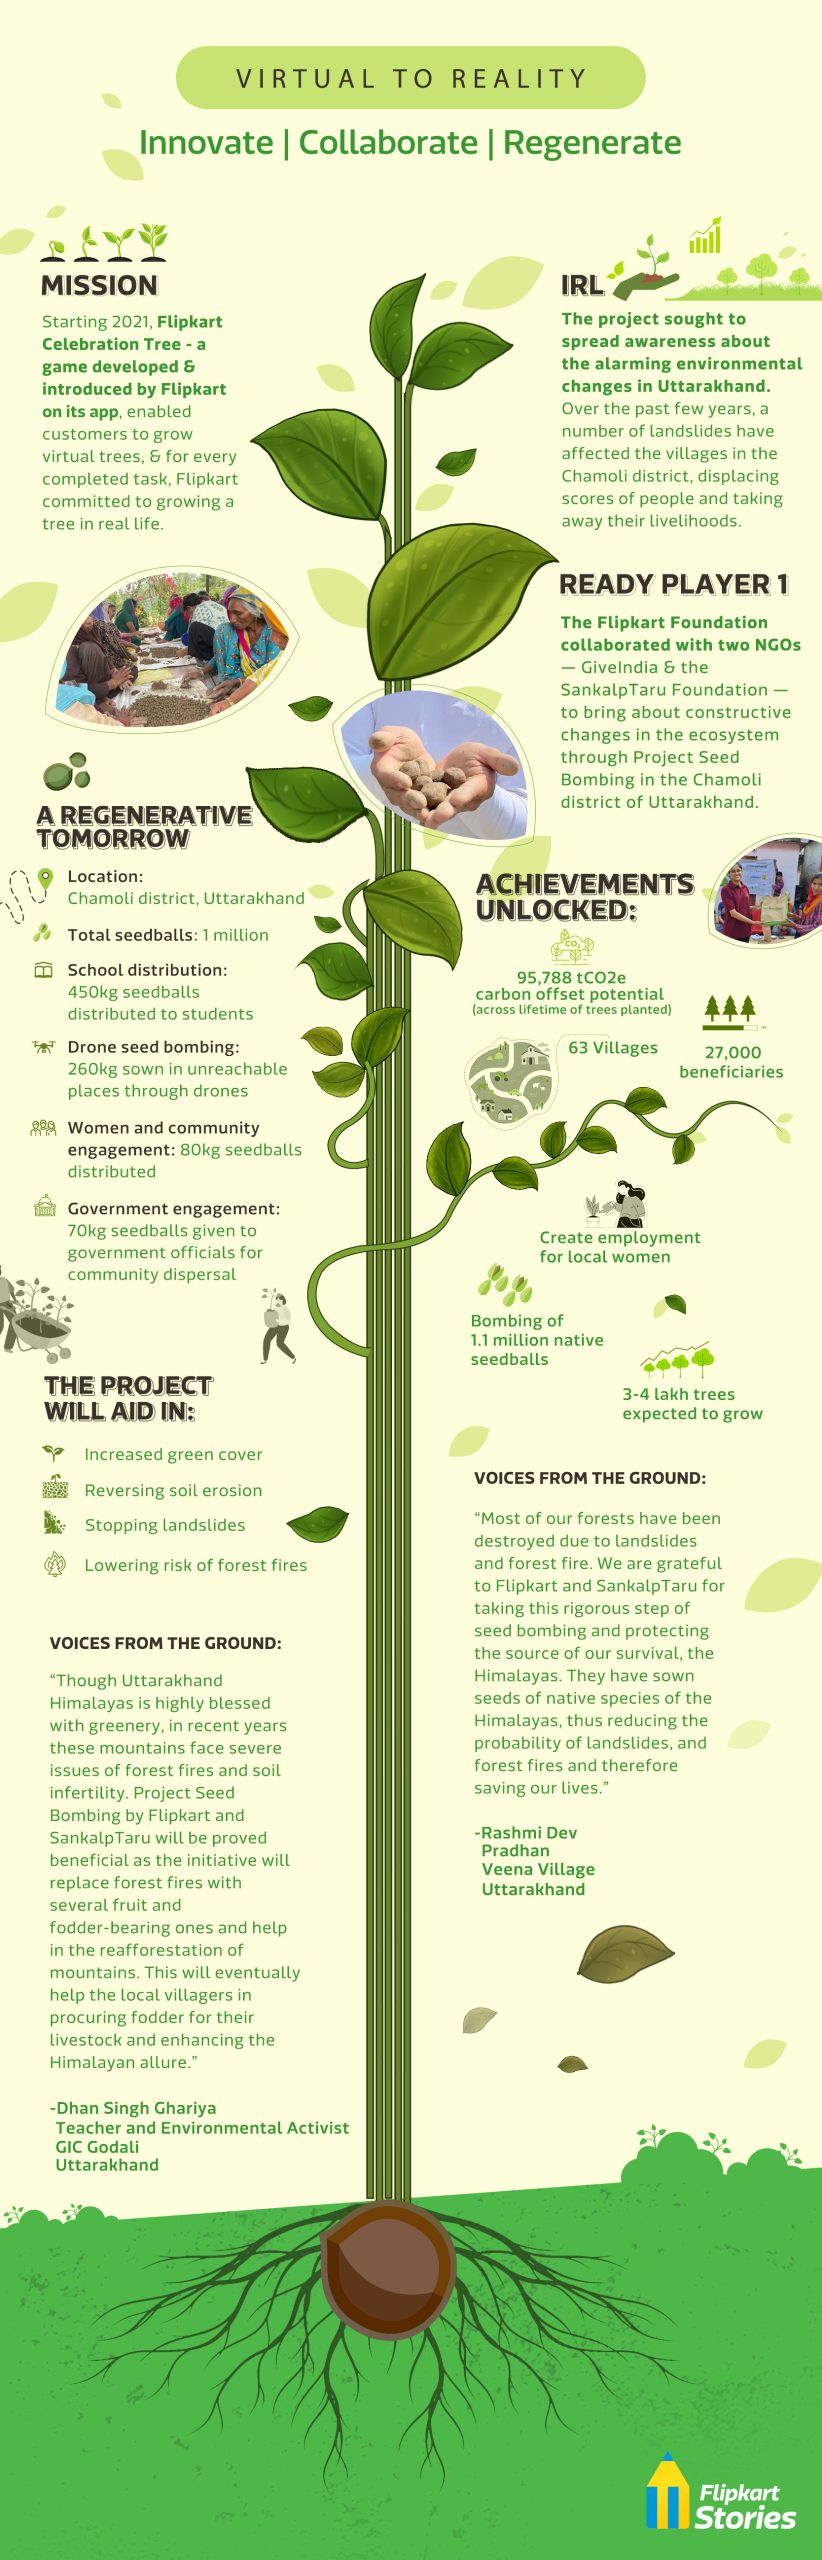 VIRTUAL TO REALITY
Innovate | Collaborate | Regenerate
MISSION
Starting 2021, Flipkart
Celebration Tree - a
game developed &
introduced by Flipkart
on its app, enabled
customers to grow
virtual trees, & for every
completed task, Flipkart
committed to growing a
tree in real life.
IRL
The project sought to
spread awareness about
the alarming environmental
changes in Uttarakhand.
Over the past few years, a
number of landslides have
affected the villages in the
Chamoli district, displacing
scores of people and taking
away their livelihoods.
READY PLAYER 1
The Flipkart Foundation
collaborated with two NGOs
— GiveIndia & the
SankalpTaru Foundation —
to bring about constructive
changes in the ecosystem
through Project Seed
Bombing in the Chamoli
district of Uttarakhand.
A REGENERATIVE
TOMORROW
Location:
Chamoli district, Uttarakhand
Total seedballs: 1 million
School distribution:
450kg seedballs
distributed to students
Drone seed bombing:
260kg sown in unreachable
places through drones
Women and community
engagement: 80kg seedballs
distributed
Government engagement:
70kg seedballs given to
government officials for
community dispersal
ACHIEVEMENTS
UNLOCKED:
CO2
95,788 tCO2e
carbon offset potential
(across lifetime of trees planted)
63 Villages
27,000
beneficiaries
Create employment
for local women
Bombing of
1.1 million native
seedballs
3-4 lakh trees
expected to grow
THE PROJECT
WILL AID IN:
Increased green cover
Reversing soil erosion
Stopping landslides
Lowering risk of forest fires
VOICES FROM THE GROUND:
“Most of our forests have been
destroyed due to landslides
and forest fire. We are grateful
to Flipkart and SankalpTaru for
taking this rigorous step of
seed bombing and protecting
the source of our survival, the
Himalayas. They have sown
seeds of native species of the
Himalayas, thus reducing the
probability of landslides, and
forest fires and therefore
saving our lives.”
-Rashmi Dev
Pradhan
Veena Village
Uttarakhand
VOICES FROM THE GROUND:
“Though Uttarakhand
Himalayas is highly blessed
with greenery, in recent years
these mountains face severe
issues of forest fires and soil
infertility. Project Seed
Bombing by Flipkart and
SankalpTaru will be proved
beneficial as the initiative will
replace forest fires with
several fruit and
fodder-bearing ones and help
in the reafforestation of
mountains. This will eventually
help the local villagers in
procuring fodder for their
livestock and enhancing the
Himalayan allure.”
-Dhan Singh Ghariya
Teacher and Environmental Activist
GIC Godali
Uttarakhand
Flipkart
Stories